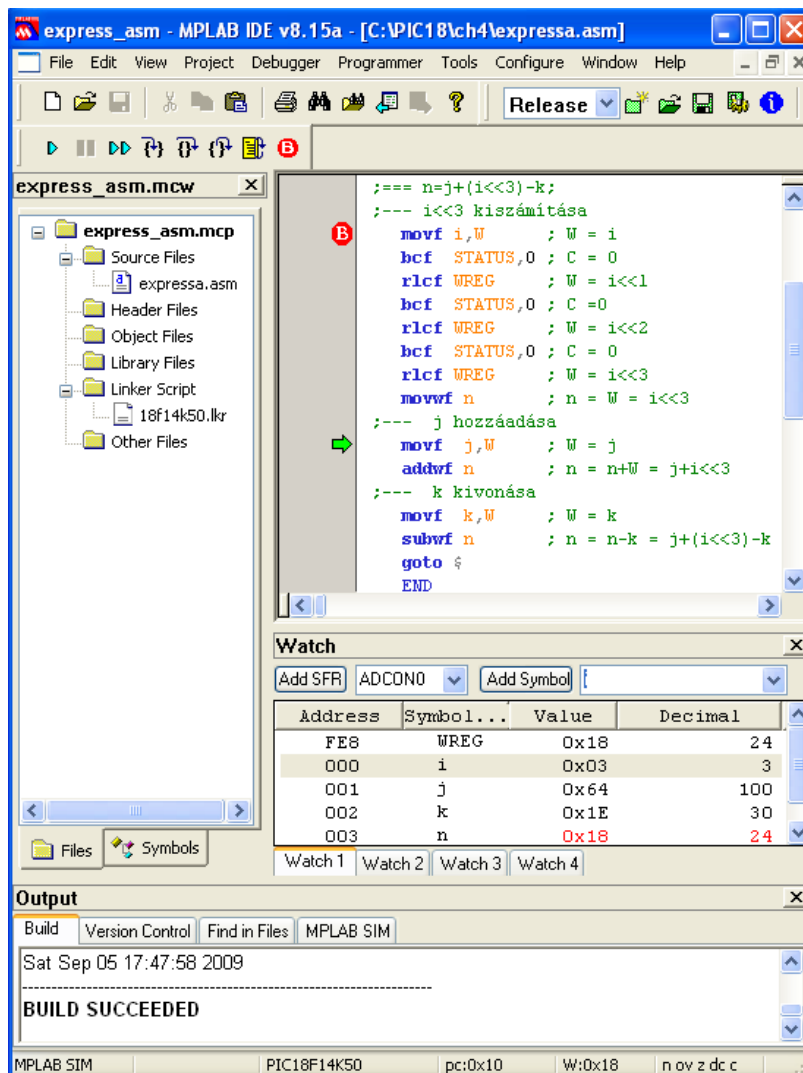 express_asm - MPLAB IDE v8.15a - [C:\PIC18\ch4\expressa.asm]
File Edit View Project Debugger Programmer Tools Configure Window Help
Release
express_asm.mcw
express_asm.mcp
Source Files
expressa.asm
Header Files
Object Files
Library Files
Linker Script
18f14k50.lkr
Other Files
Files Symbols
;=== n=j+(i<<3)-k;
;--- i<<3 kiszámítása
B movf i,W ; W = i
bcf STATUS,0 ; C = 0
rlcf WREG ; W = i<<1
bcf STATUS,0 ; C =0
rlcf WREG ; W = i<<2
bcf STATUS,0 ; C = 0
rlcf WREG ; W = i<<3
movwf n ; n = W = i<<3
;--- j hozzáadása
movf j,W ; W = j
addwf n ; n = n+W = j+i<<3
;--- k kivonása
movf k,W ; W = k
subwf n ; n = n-k = j+(i<<3)-k
goto $
END
Watch
Add SFR ADCON0 Add Symbol
Address Symbol... Value Decimal
FE8 WREG 0x18 24
000 i 0x03 3
001 j 0x64 100
002 k 0x1E 30
003 n 0x18 24
Watch 1 Watch 2 Watch 3 Watch 4
Output
Build Version Control Find in Files MPLAB SIM
Sat Sep 05 17:47:58 2009
----------------------------------------------------------------------
BUILD SUCCEEDED
MPLAB SIM PIC18F14K50 pc:0x10 W:0x18 n ov z dc c